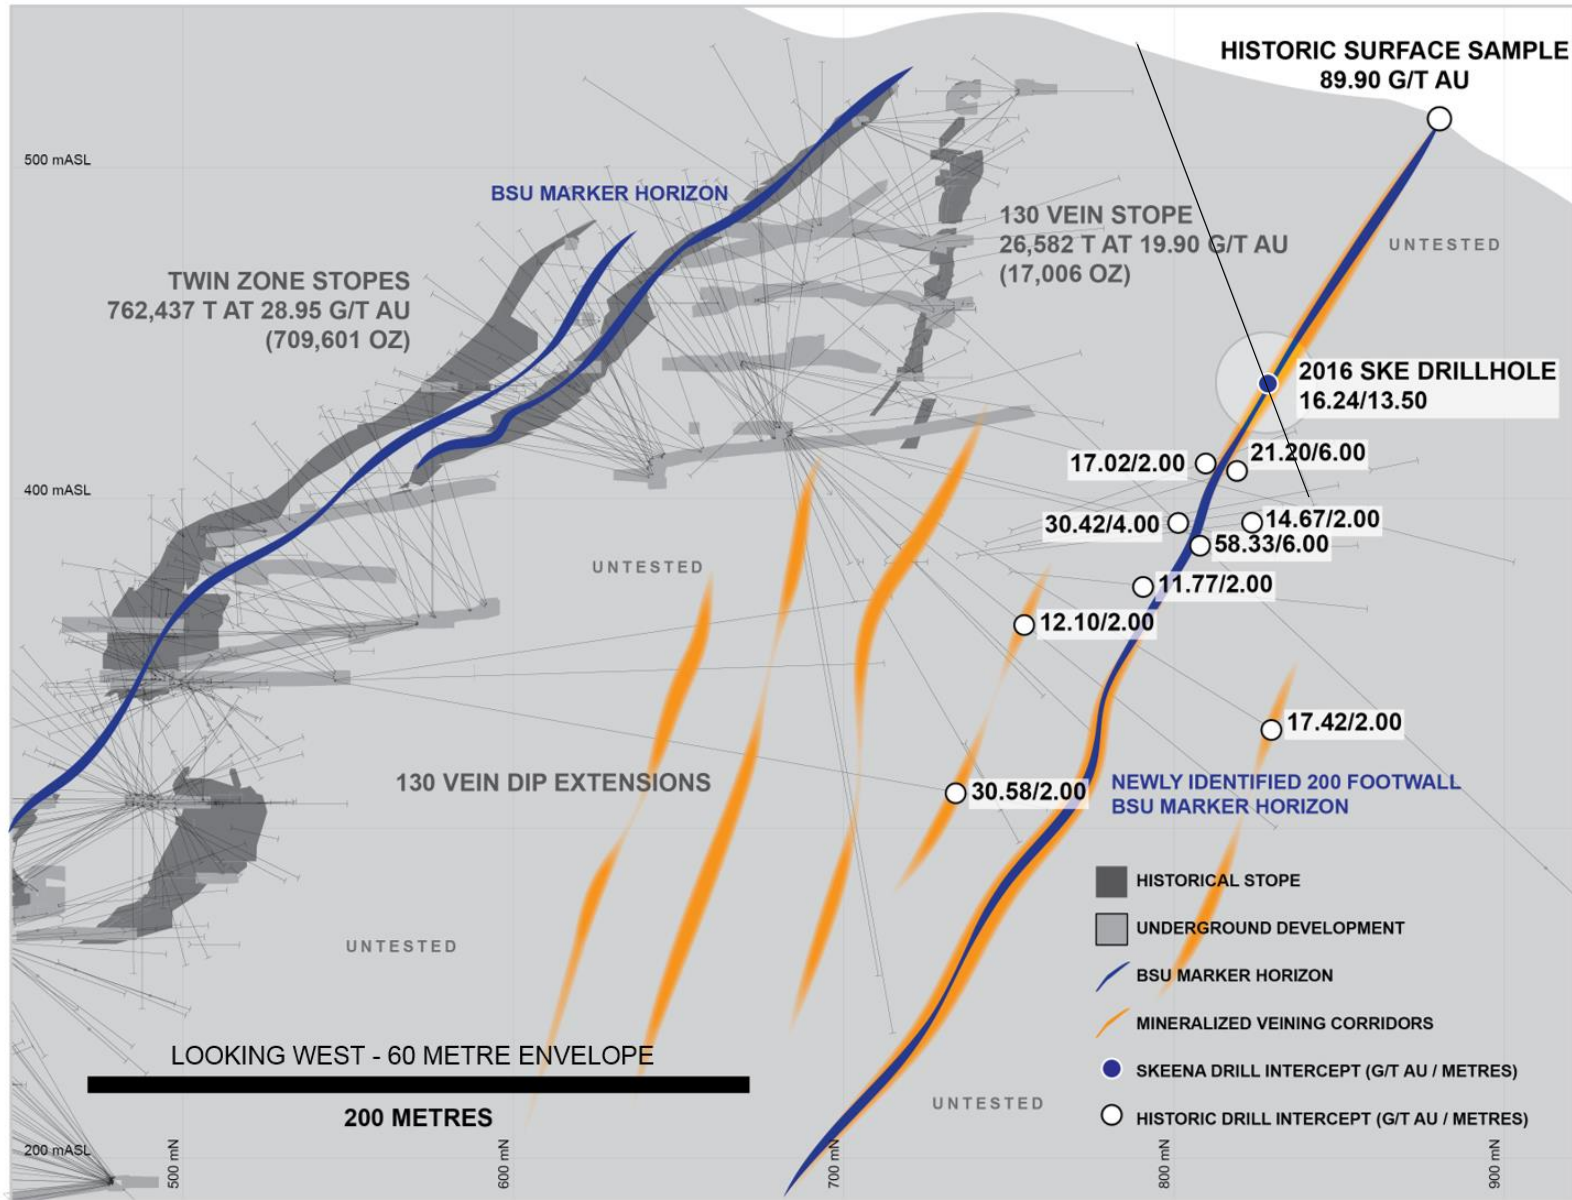 HISTORIC SURFACE SAMPLE
89.90 G/T AU
500 mASL
BSU MARKER HORIZON
130 VEIN STOPE
26,582 T AT 19.90 G/T AU
(17,006 OZ)
UNTESTED
TWIN ZONE STOPES
762,437 T AT 28.95 G/T AU
(709,601 OZ)
2016 SKE DRILLHOLE
16.24/13.50
17.02/2.00
21.20/6.00
400 mASL
30.42/4.00
14.67/2.00
58.33/6.00
UNTESTED
11.77/2.00
12.10/2.00
17.42/2.00
130 VEIN DIP EXTENSIONS
30.58/2.00
NEWLY IDENTIFIED 200 FOOTWALL
BSU MARKER HORIZON
HISTORICAL STOPE
UNDERGROUND DEVELOPMENT
UNTESTED
BSU MARKER HORIZON
MINERALIZED VEINING CORRIDORS
LOOKING WEST - 60 METRE ENVELOPE
SKEENA DRILL INTERCEPT (G/T AU / METRES)
200 METRES
UNTESTED
HISTORIC DRILL INTERCEPT (G/T AU / METRES)
200 mASL
500 mN
600 mN
700 mN
800 mN
900 mN